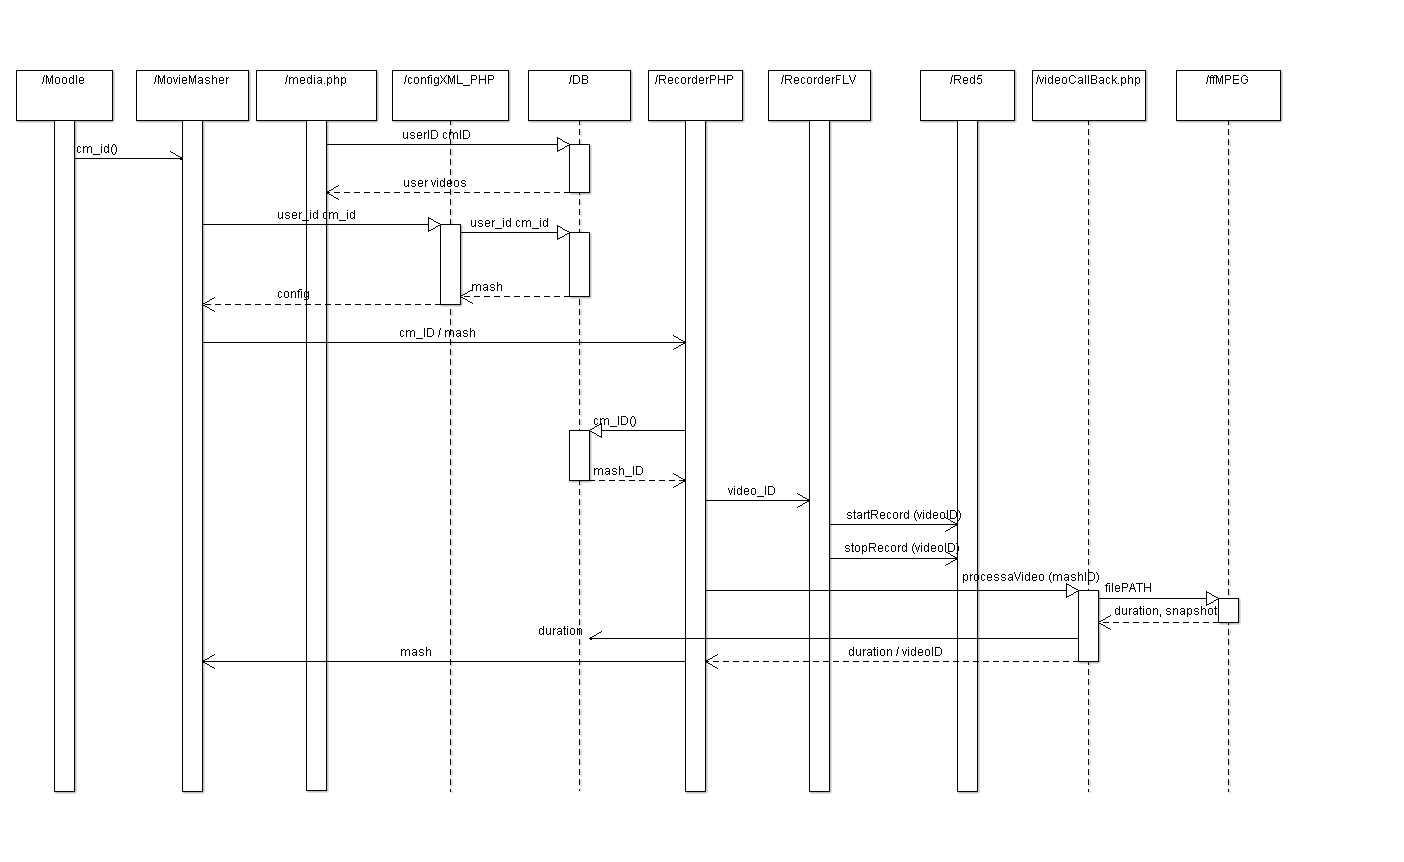 /Moodle
/MovieMasher
/media.php
/configXML_PHP
/DB
/RecorderPHP
/RecorderFLV
/Red5
/videoCallBack.php
/ffMPEG
userID cmID
cm_id()
user videos
user_id cm_id
user_id cm_id
mash
config
cm_ID / mash
cm_ID()
mash_ID
video_ID
startRecord (videoID)
stopRecord (videoID)
processaVideo (mashID)
filePATH
duration, snapshot
duration
mash
duration / videoID